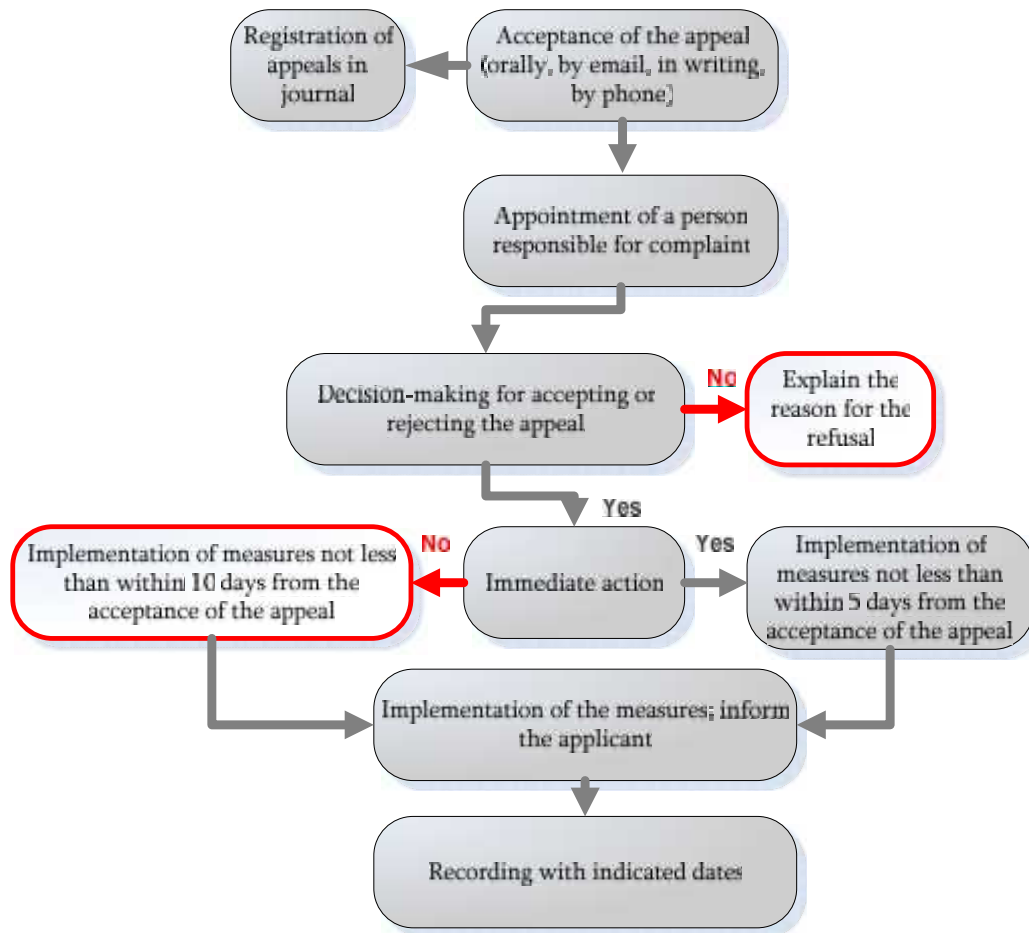 Registration of
appeals in
journal
Acceptance of the appeal
(orally, by email, in writing,
by phone)
Appointment of a person
responsible for complaint
Decision-making for accepting or
rejecting the appeal
No
Explain the
reason for the
refusal
Yes
Implementation of measures not less
than within 10 days from the
acceptance of the appeal
No
Immediate action
Yes
Implementation of
measures not less than
within 5 days from the
acceptance of the appeal
Implementation of the measures; inform
the applicant
Recording with indicated dates